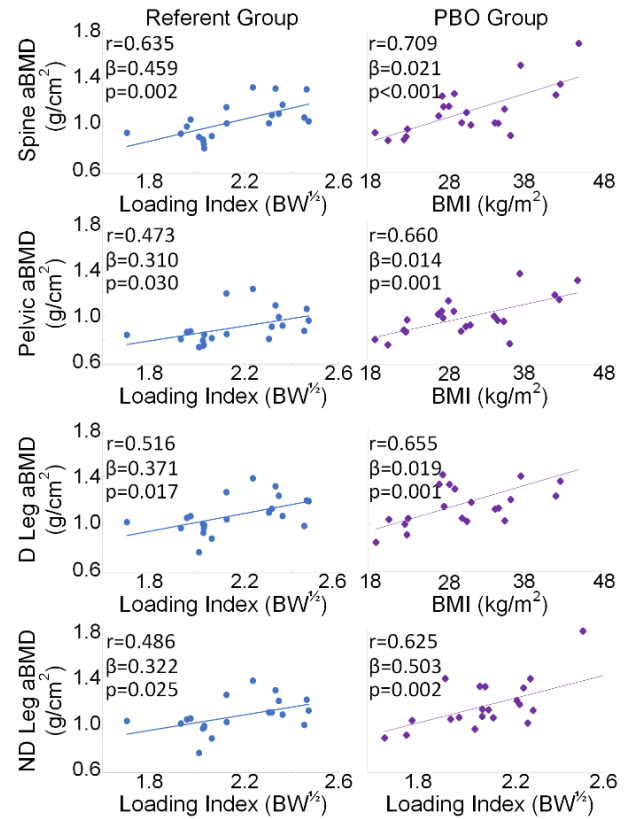 Referent Group PBO Group
Spine aBMD
(g/cm²)
1.8
1.4
1.0
0.6
r=0.635
β=0.459
p=0.002
1.8 2.2 2.6
Loading Index (BW½)
r=0.709
β=0.021
p<0.001
18 28 38 48
BMI (kg/m²)
Pelvic aBMD
(g/cm²)
1.8
1.4
1.0
0.6
r=0.473
β=0.310
p=0.030
1.8 2.2 2.6
Loading Index (BW½)
r=0.660
β=0.014
p=0.001
18 28 38 48
BMI (kg/m²)
D Leg aBMD
(g/cm²)
1.8
1.4
1.0
0.6
r=0.516
β=0.371
p=0.017
1.8 2.2 2.6
Loading Index (BW½)
r=0.655
β=0.019
p=0.001
18 28 38 48
BMI (kg/m²)
ND Leg aBMD
(g/cm²)
1.8
1.4
1.0
0.6
r=0.486
β=0.322
p=0.025
1.8 2.2 2.6
Loading Index (BW½)
r=0.625
β=0.503
p=0.002
1.8 2.2 2.6
Loading Index (BW½)